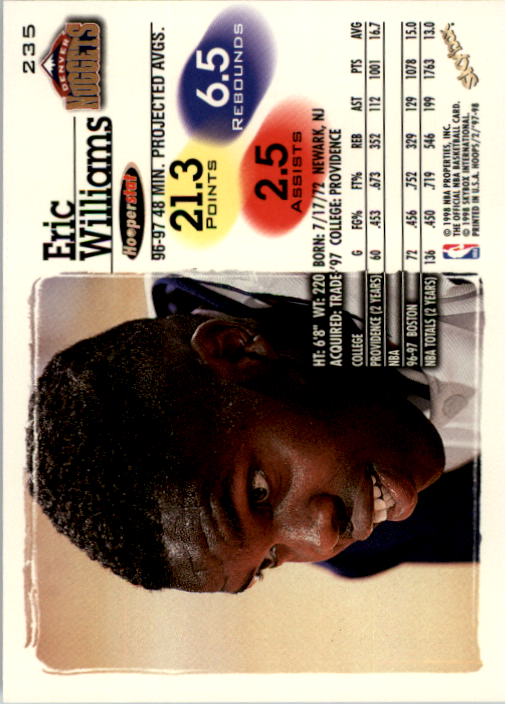 235
DENVER
NUGGETS
Eric
Williams
Hooperstat
96-97 48 MIN. PROJECTED AVGS.
21.3
POINTS
6.5
REBOUNDS
2.5
ASSISTS
HT: 6'8" WT: 220 BORN: 7/17/72 NEWARK, NJ
ACQUIRED: TRADE-'97 COLLEGE: PROVIDENCE
COLLEGE G FG% FT% REB AST PTS AVG
PROVIDENCE (2 YEARS) 60 .453 .673 352 112 1001 16.7
NBA
96-97 BOSTON 72 .456 .752 329 129 1078 15.0
NBA TOTALS (2 YEARS) 136 .450 .719 546 199 1763 13.0
© 1998 NBA PROPERTIES, INC.
THE OFFICIAL NBA BASKETBALL CARD.
© 1998 SKYBOX INTERNATIONAL.
PRINTED IN U.S.A. HOOPS/2/'97-98
SKYBOX